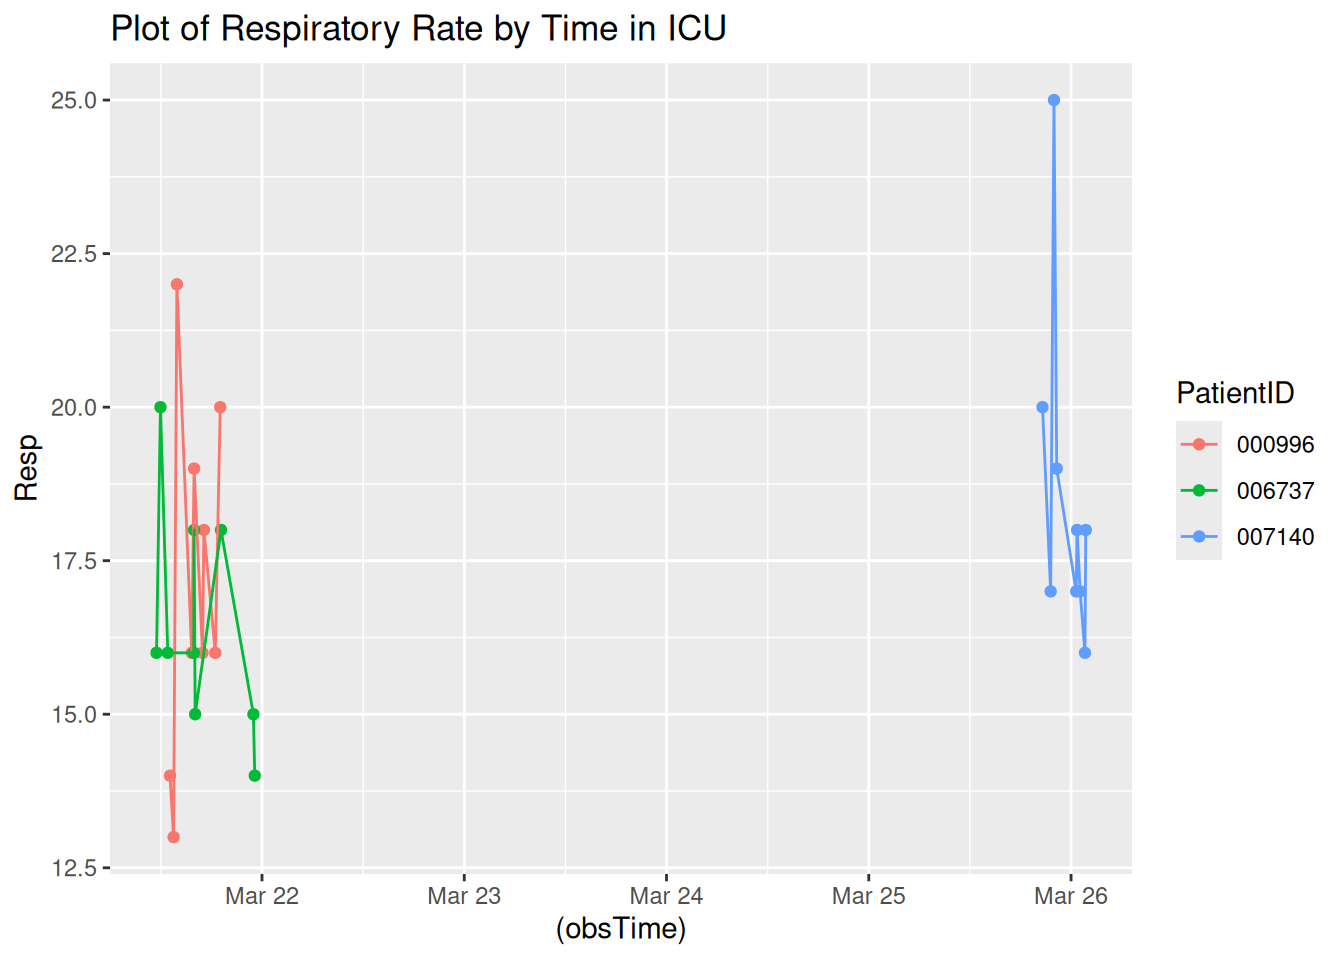 Plot of Respiratory Rate by Time in ICU
25.0
22.5
20.0
17.5
15.0
12.5
Resp
Mar 22
Mar 23
Mar 24
Mar 25
Mar 26
(obsTime)
PatientID
000996
006737
007140